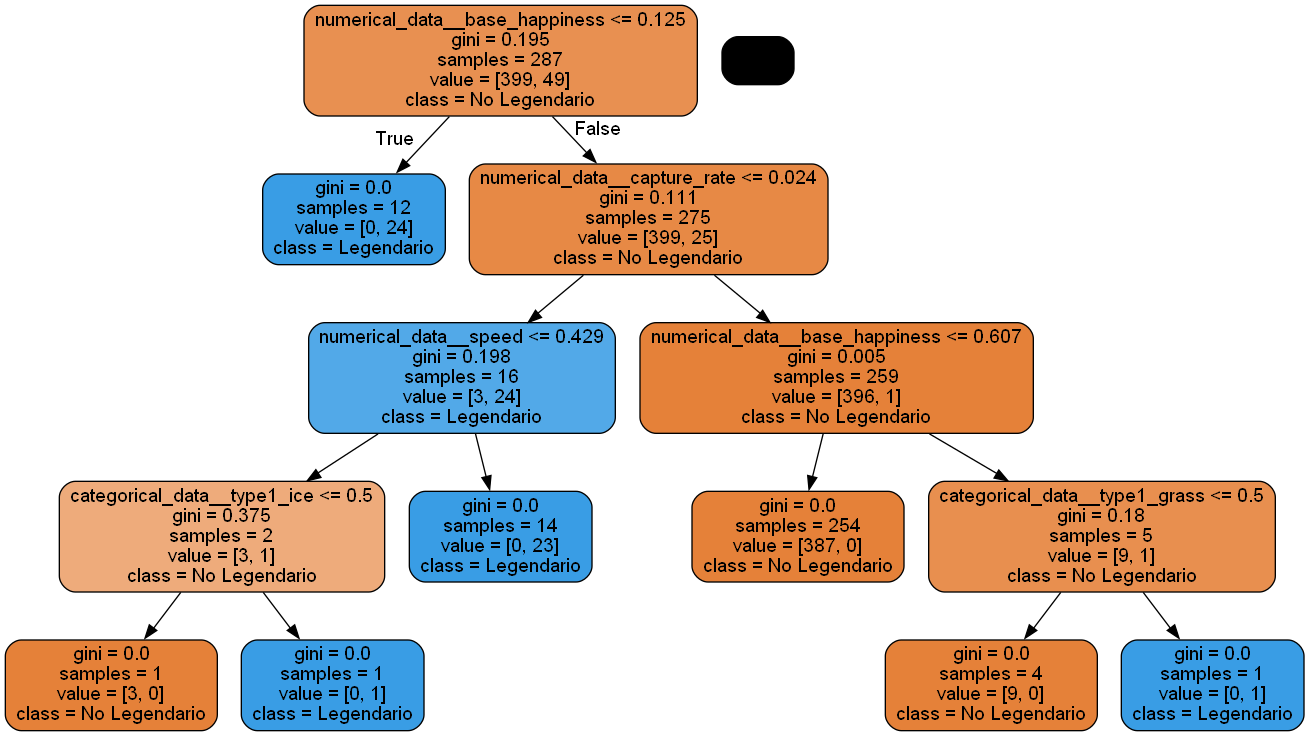 numerical_data__base_happiness <= 0.125
gini = 0.195
samples = 287
value = [399, 49]
class = No Legendario
True
False
gini = 0.0
samples = 12
value = [0, 24]
class = Legendario
numerical_data__capture_rate <= 0.024
gini = 0.111
samples = 275
value = [399, 25]
class = No Legendario
numerical_data__speed <= 0.429
gini = 0.198
samples = 16
value = [3, 24]
class = Legendario
numerical_data__base_happiness <= 0.607
gini = 0.005
samples = 259
value = [396, 1]
class = No Legendario
categorical_data__type1_ice <= 0.5
gini = 0.375
samples = 2
value = [3, 1]
class = No Legendario
gini = 0.0
samples = 14
value = [0, 23]
class = Legendario
gini = 0.0
samples = 254
value = [387, 0]
class = No Legendario
categorical_data__type1_grass <= 0.5
gini = 0.18
samples = 5
value = [9, 1]
class = No Legendario
gini = 0.0
samples = 1
value = [3, 0]
class = No Legendario
gini = 0.0
samples = 1
value = [0, 1]
class = Legendario
gini = 0.0
samples = 4
value = [9, 0]
class = No Legendario
gini = 0.0
samples = 1
value = [0, 1]
class = Legendario